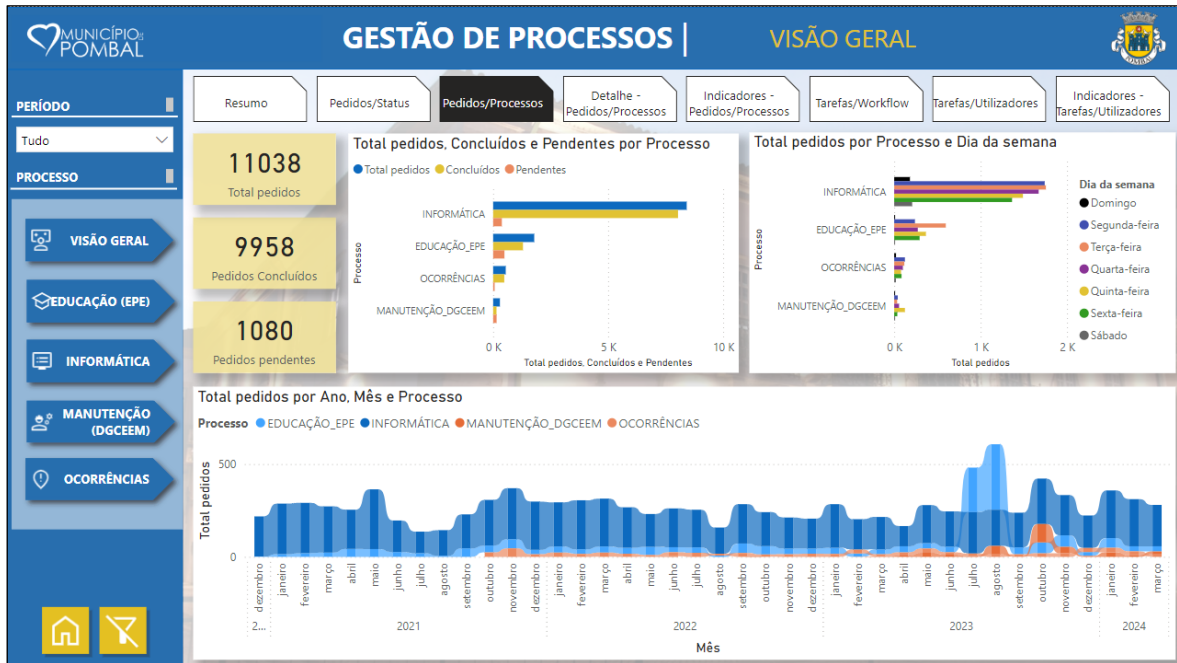 MUNICÍPIO DE
POMBAL
GESTÃO DE PROCESSOS | VISÃO GERAL
POMBAL
PERÍODO
Tudo
PROCESSO
VISÃO GERAL
EDUCAÇÃO (EPE)
INFORMÁTICA
MANUTENÇÃO
(DGCEEM)
OCORRÊNCIAS
Resumo
Pedidos/Status
Pedidos/Processos
Detalhe -
Pedidos/Processos
Indicadores -
Pedidos/Processos
Tarefas/Workflow
Tarefas/Utilizadores
Indicadores -
Tarefas/Utilizadores
11038
Total pedidos
9958
Pedidos Concluídos
1080
Pedidos pendentes
Total pedidos, Concluídos e Pendentes por Processo
Total pedidos Concluídos Pendentes
Processo
INFORMÁTICA
EDUCAÇÃO_EPE
OCORRÊNCIAS
MANUTENÇÃO_DGCEEM
0 K 5 K 10 K
Total pedidos, Concluídos e Pendentes
Total pedidos por Processo e Dia da semana
Processo
INFORMÁTICA
EDUCAÇÃO_EPE
OCORRÊNCIAS
MANUTENÇÃO_DGCEEM
0 K 1 K 2 K
Total pedidos
Dia da semana
Domingo
Segunda-feira
Terça-feira
Quarta-feira
Quinta-feira
Sexta-feira
Sábado
Total pedidos por Ano, Mês e Processo
Processo EDUCAÇÃO_EPE INFORMÁTICA MANUTENÇÃO_DGCEEM OCORRÊNCIAS
Total pedidos
500
0
dezembro janeiro fevereiro março abril maio junho julho agosto setembro outubro novembro dezembro janeiro fevereiro março abril maio junho julho agosto setembro outubro novembro dezembro janeiro fevereiro março abril maio junho julho agosto setembro outubro novembro dezembro janeiro fevereiro março
2... 2021 2022 2023 2024
Mês